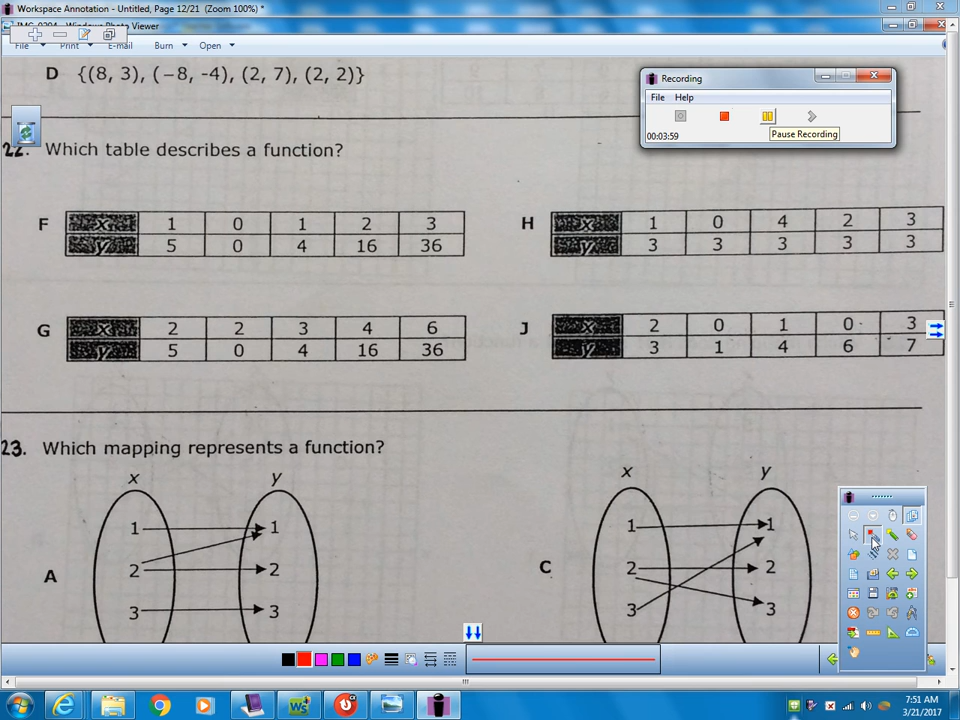 Workspace Annotation - Untitled, Page 12/21 (Zoom 100%) *
Windows Photo Viewer
File Print E-mail Burn Open
D {(8, 3), (−8, -4), (2, 7), (2, 2)}
Recording
File Help
00:03:59
Pause Recording
22. Which table describes a function?
F x 1 0 1 2 3
y 5 0 4 16 36
H x 1 0 4 2 3
y 3 3 3 3 3
G x 2 2 3 4 6
y 5 0 4 16 36
J x 2 0 1 0 3
y 3 1 4 6 7
23. Which mapping represents a function?
x y
1 1
A 2 2
3 3
x y
1 1
C 2 2
3 3
7:51 AM
3/21/2017